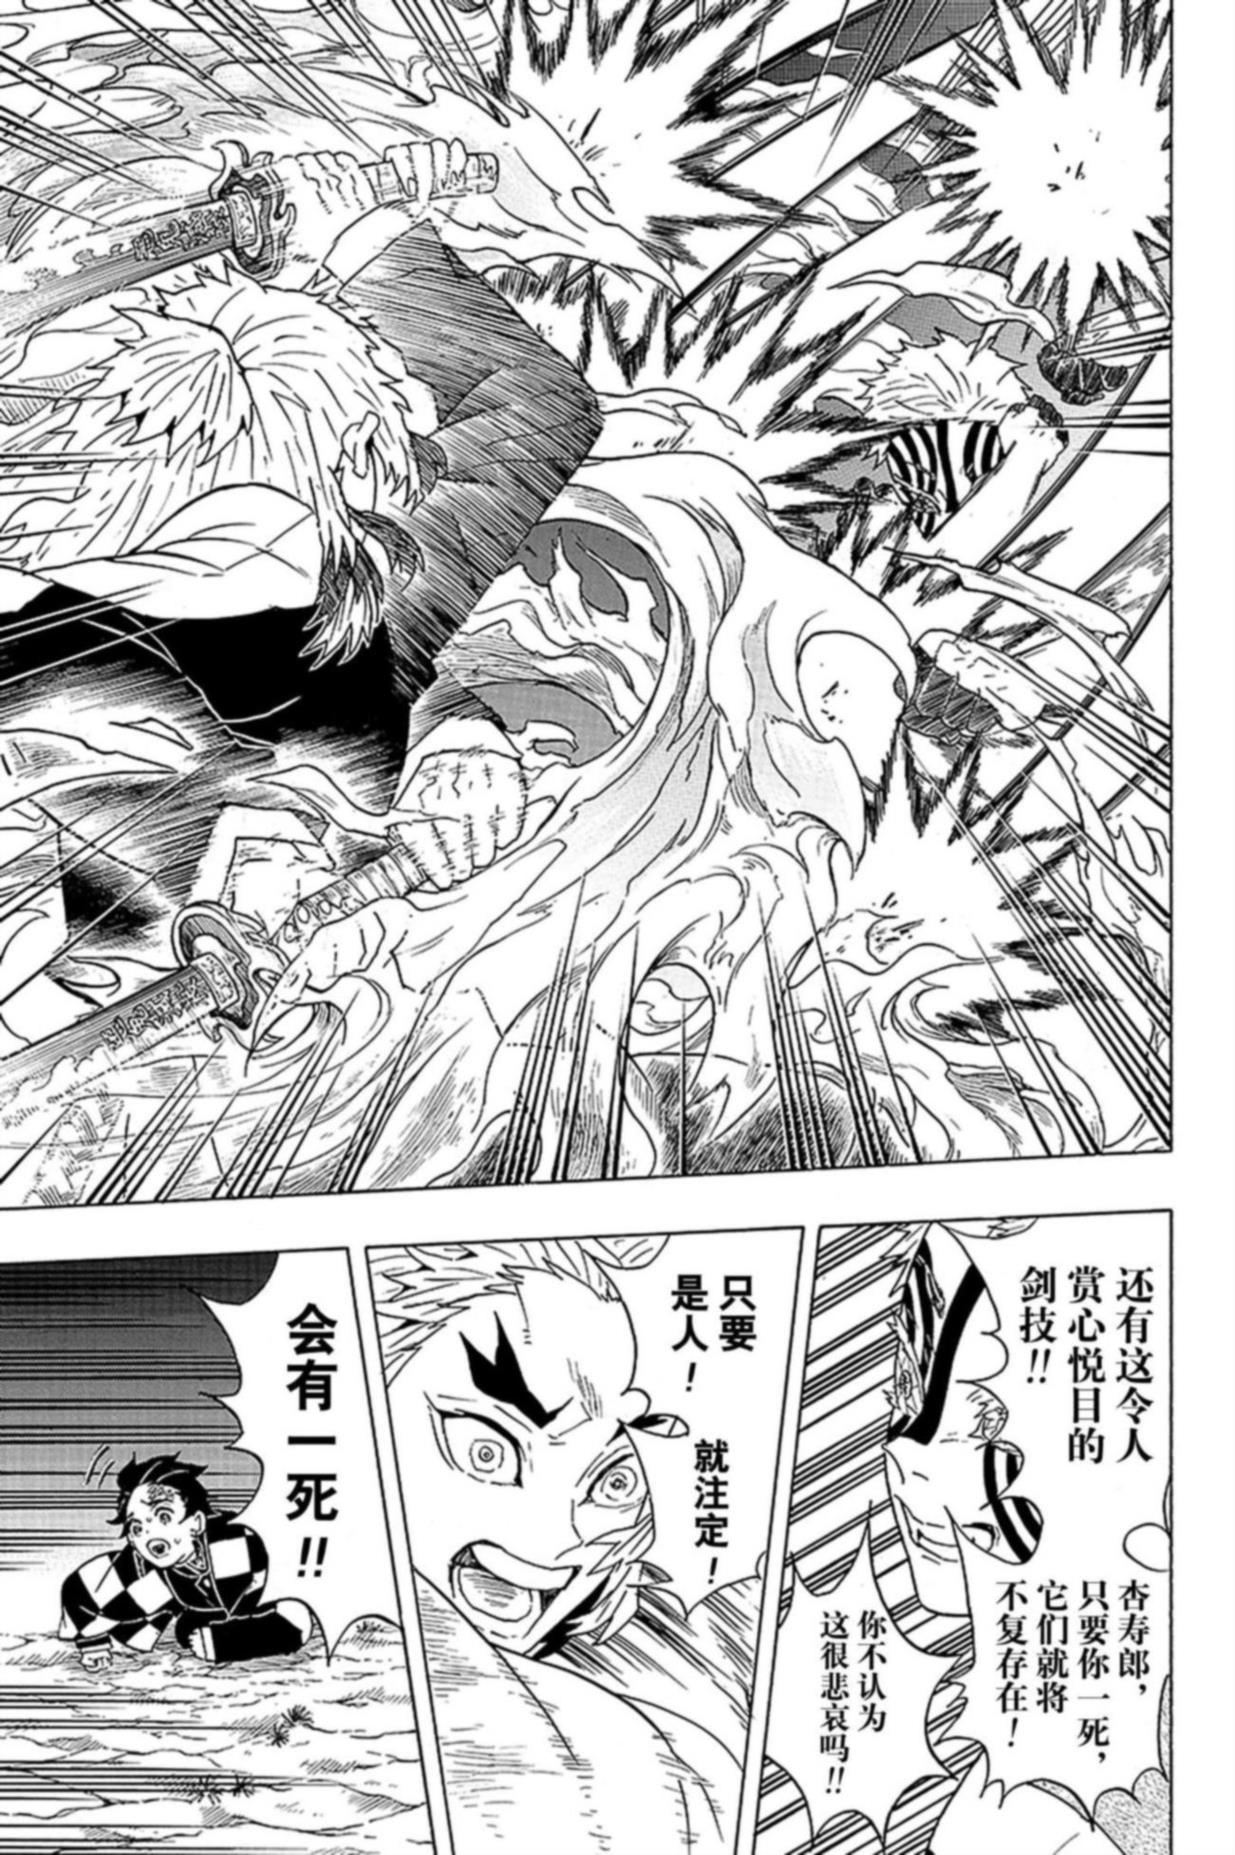 还有这令人
赏心悦目的
剑技!!
杏寿郎，
只要你一死，
它们就将
不复存在！
你不认为
这很悲哀吗!!
只要
是人！
就注定！
会有一死!!